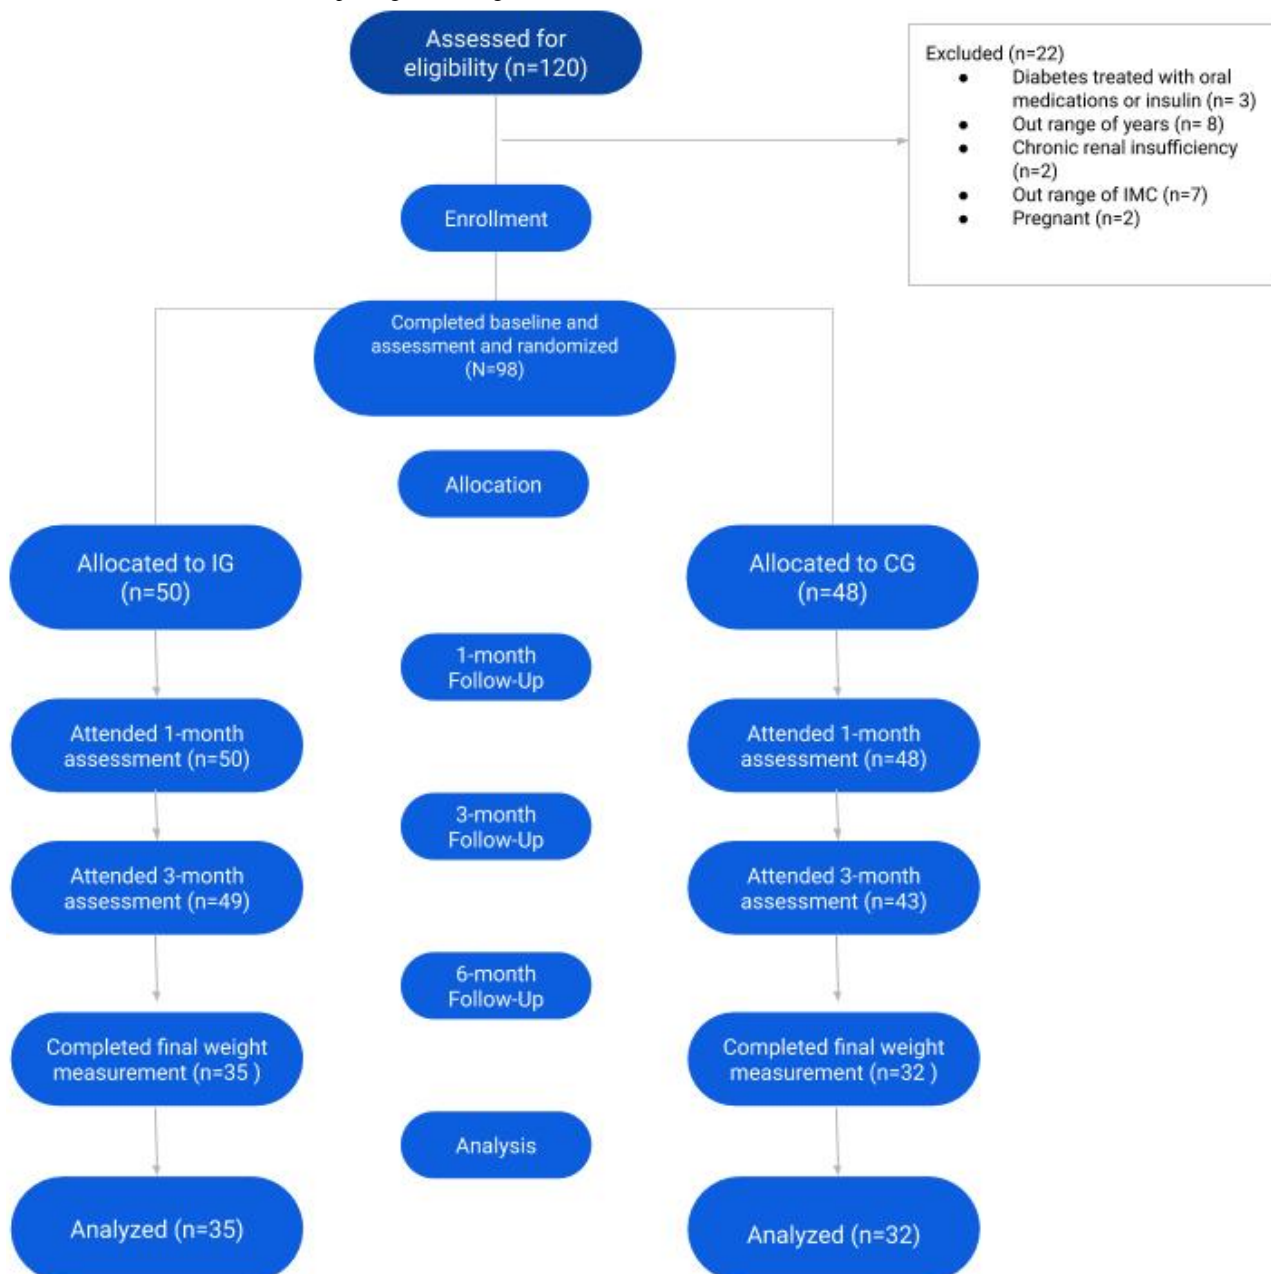 Assessed for
eligibility (n=120)
Excluded (n=22)
● Diabetes treated with oral
medications or insulin (n= 3)
● Out range of years (n= 8)
● Chronic renal insufficiency
(n=2)
● Out range of IMC (n=7)
● Pregnant (n=2)
Enrollment
Completed baseline and
assessment and randomized
(N=98)
Allocation
Allocated to IG
(n=50)
Allocated to CG
(n=48)
1-month
Follow-Up
Attended 1-month
assessment (n=50)
Attended 1-month
assessment (n=48)
3-month
Follow-Up
Attended 3-month
assessment (n=49)
Attended 3-month
assessment (n=43)
6-month
Follow-Up
Completed final weight
measurement (n=35 )
Completed final weight
measurement (n=32 )
Analysis
Analyzed (n=35)
Analyzed (n=32)